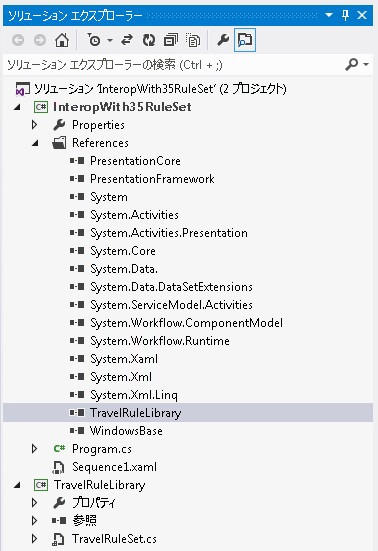 ソリューション エクスプローラー
ソリューション エクスプローラーの検索 (Ctrl + ;)
ソリューション 'InteropWith35RuleSet' (2 プロジェクト)
C# InteropWith35RuleSet
Properties
References
PresentationCore
PresentationFramework
System
System.Activities
System.Activities.Presentation
System.Core
System.Data.
System.Data.DataSetExtensions
System.ServiceModel.Activities
System.Workflow.ComponentModel
System.Workflow.Runtime
System.Xaml
System.Xml
System.Xml.Linq
TravelRuleLibrary
WindowsBase
C# Program.cs
Sequence1.xaml
C# TravelRuleLibrary
プロパティ
参照
TravelRuleSet.cs